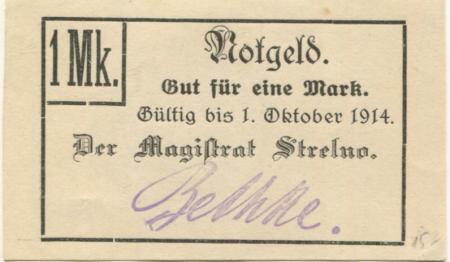 1 Mk.
Notgeld.
Gut für eine Mark.
Gültig bis 1. Oktober 1914.
Der Magistrat Strelno.
Bethke.